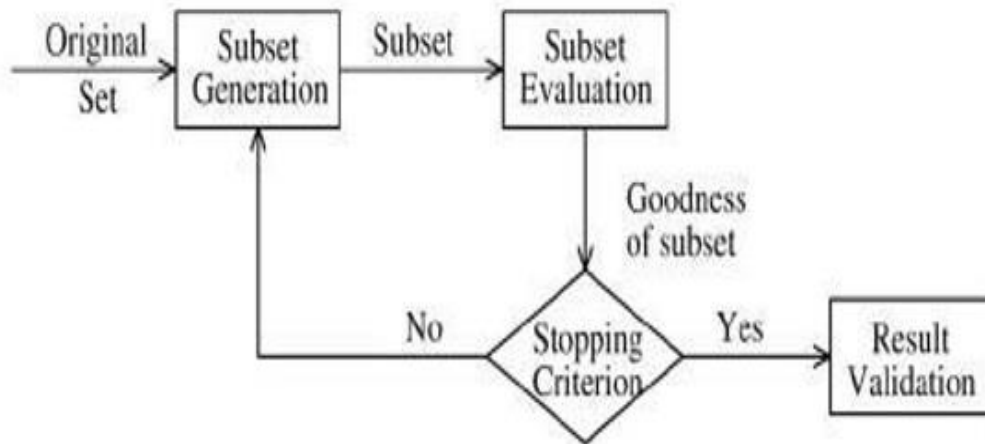 Original
Set
Subset
Generation
Subset
Subset
Evaluation
Goodness
of subset
No
Stopping
Criterion
Yes
Result
Validation